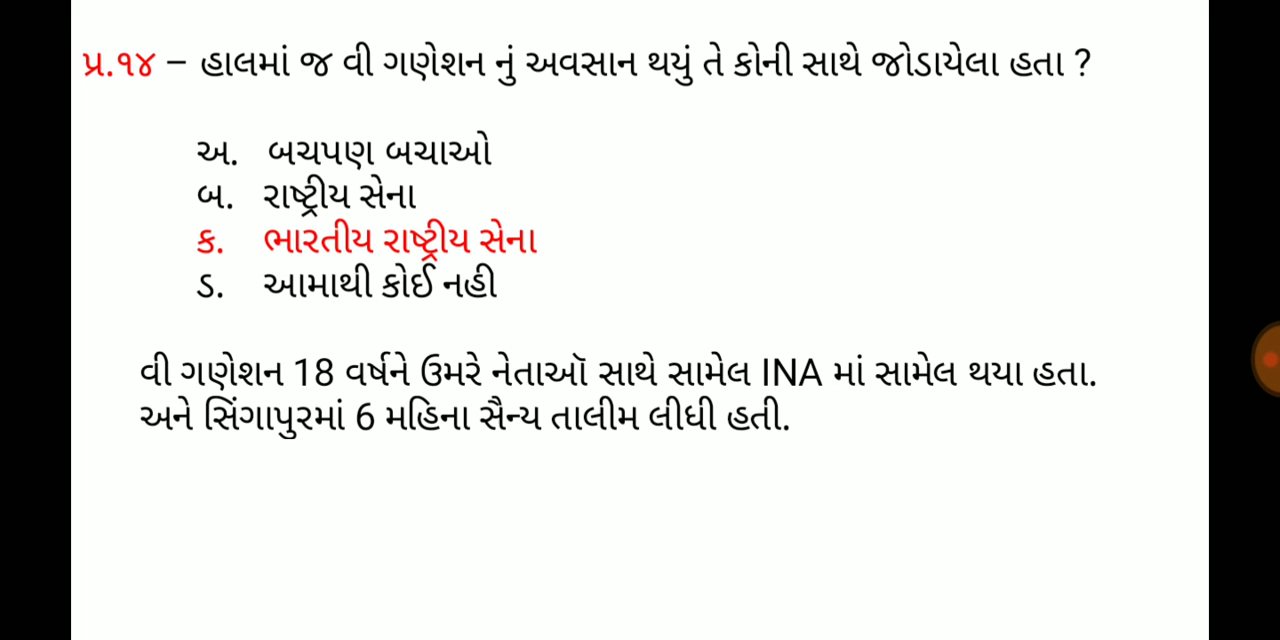 પ્ર.૧૪ – હાલમાં જ વી ગણેશન નું અવસાન થયું તે કોની સાથે જોડાયેલા હતા ?
અ. બચપણ બચાઓ
બ. રાષ્ટ્રીય સેના
ક. ભારતીય રાષ્ટ્રીય સેના
ડ. આમાથી કોઈ નહી
વી ગણેશન 18 વર્ષને ઉમરે નેતાઑ સાથે સામેલ INA માં સામેલ થયા હતા.
અને સિંગાપુરમાં 6 મહિના સૈન્ય તાલીમ લીધી હતી.